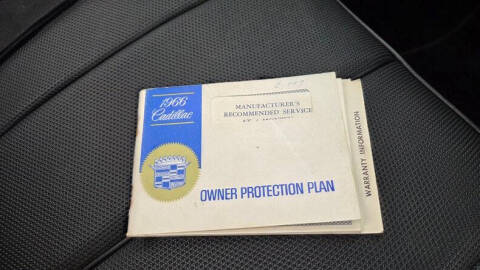 1966
Cadillac
MANUFACTURER'S
RECOMMENDED SERVICE
OWNER PROTECTION PLAN
WARRANTY INFORMATION